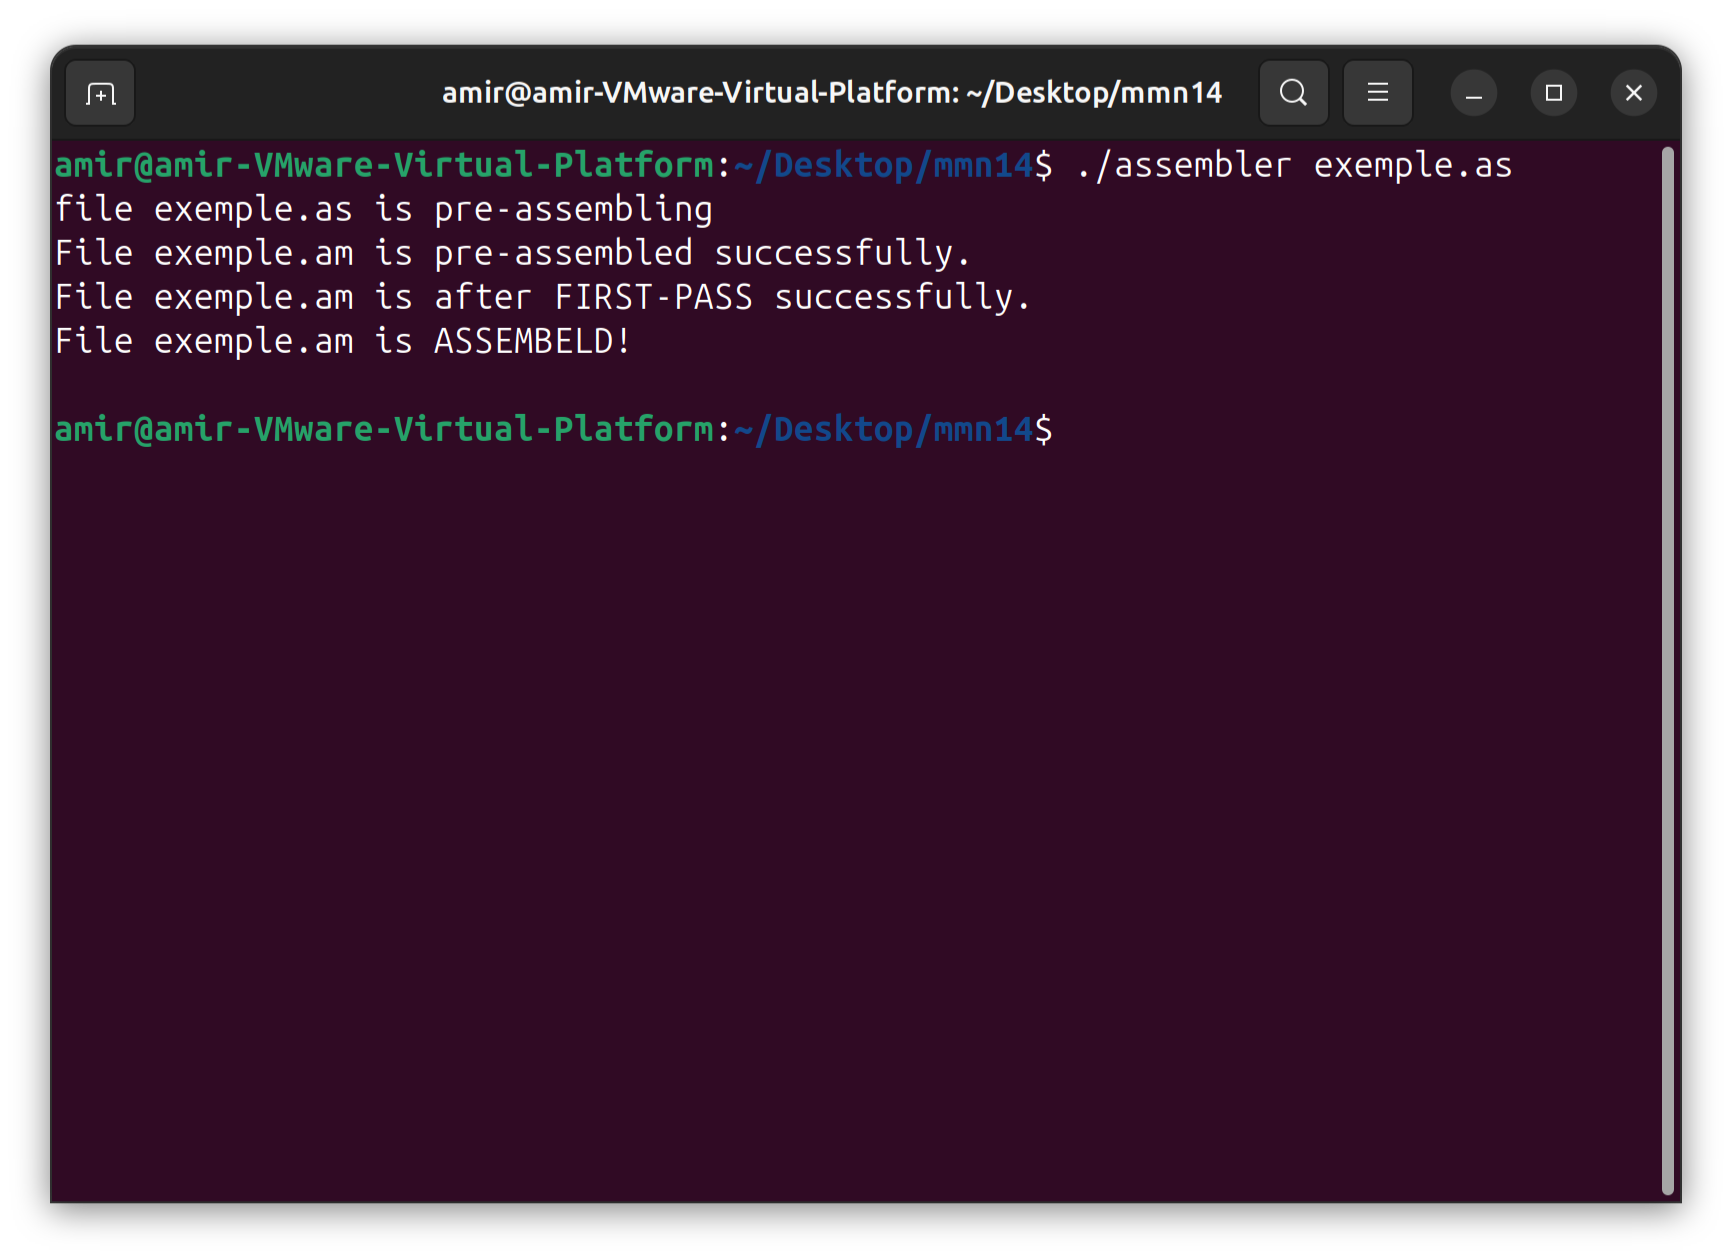 amir@amir-VMware-Virtual-Platform: ~/Desktop/mmn14
amir@amir-VMware-Virtual-Platform:~/Desktop/mmn14$ ./assembler exemple.as
file exemple.as is pre-assembling
File exemple.am is pre-assembled successfully.
File exemple.am is after FIRST-PASS successfully.
File exemple.am is ASSEMBELD!
amir@amir-VMware-Virtual-Platform:~/Desktop/mmn14$